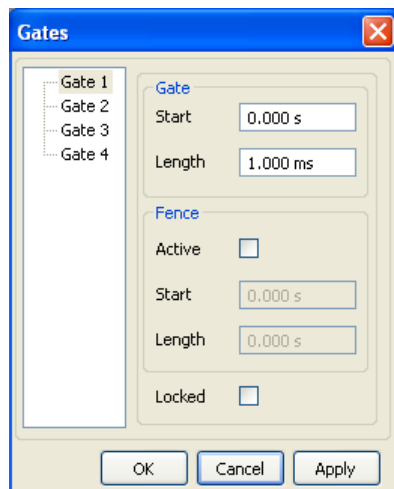 Gates
Gate 1
Gate 2
Gate 3
Gate 4
Gate
Start 0.000 s
Length 1.000 ms
Fence
Active
Start 0.000 s
Length 0.000 s
Locked
OK Cancel Apply